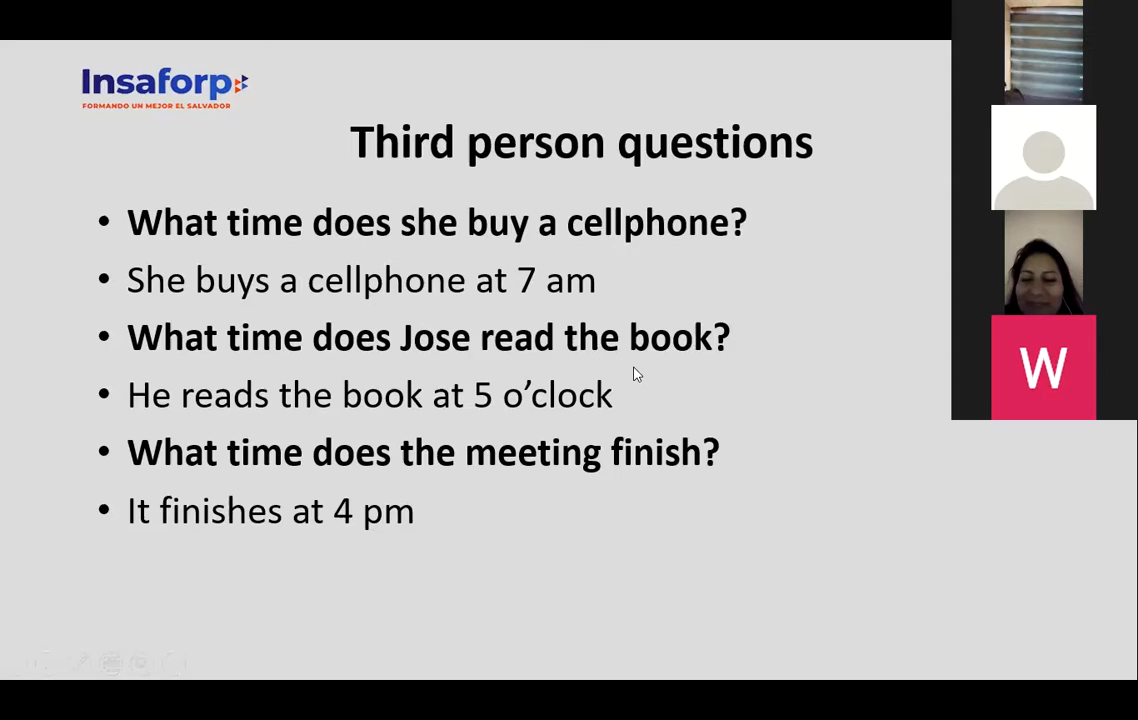 Insaforp
FORMANDO UN MEJOR EL SALVADOR
Third person questions
• What time does she buy a cellphone?
• She buys a cellphone at 7 am
• What time does Jose read the book?
• He reads the book at 5 o’clock
• What time does the meeting finish?
• It finishes at 4 pm
W